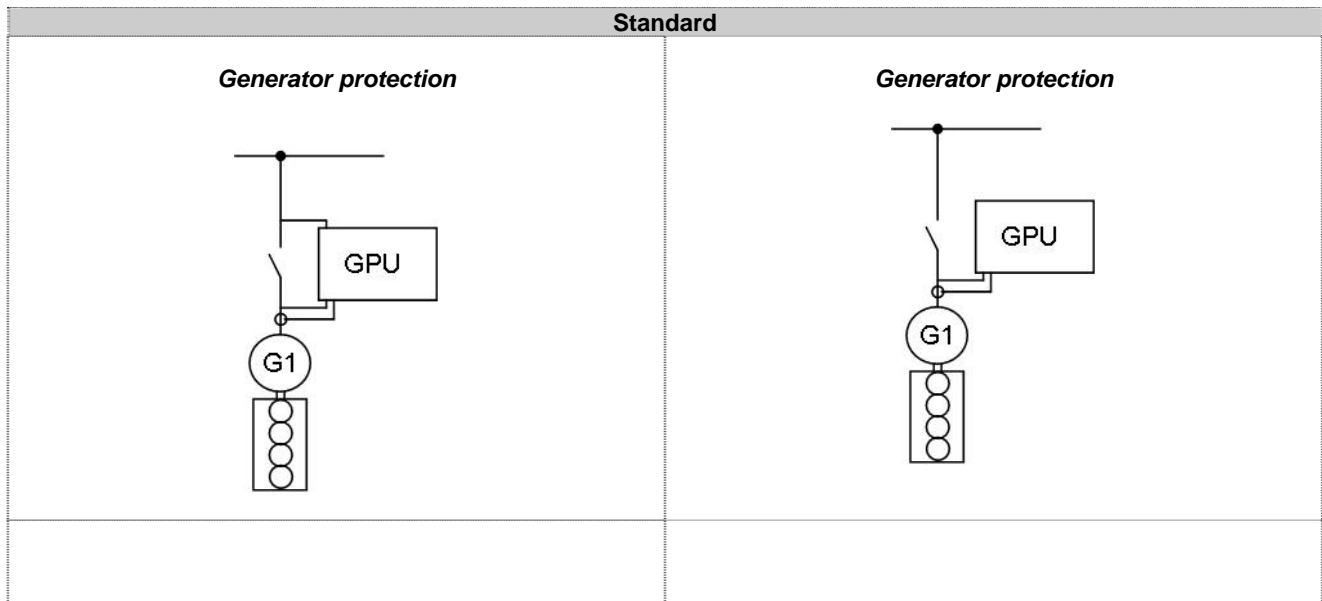 Standard
Generator protection
Generator protection
GPU
G1
GPU
G1